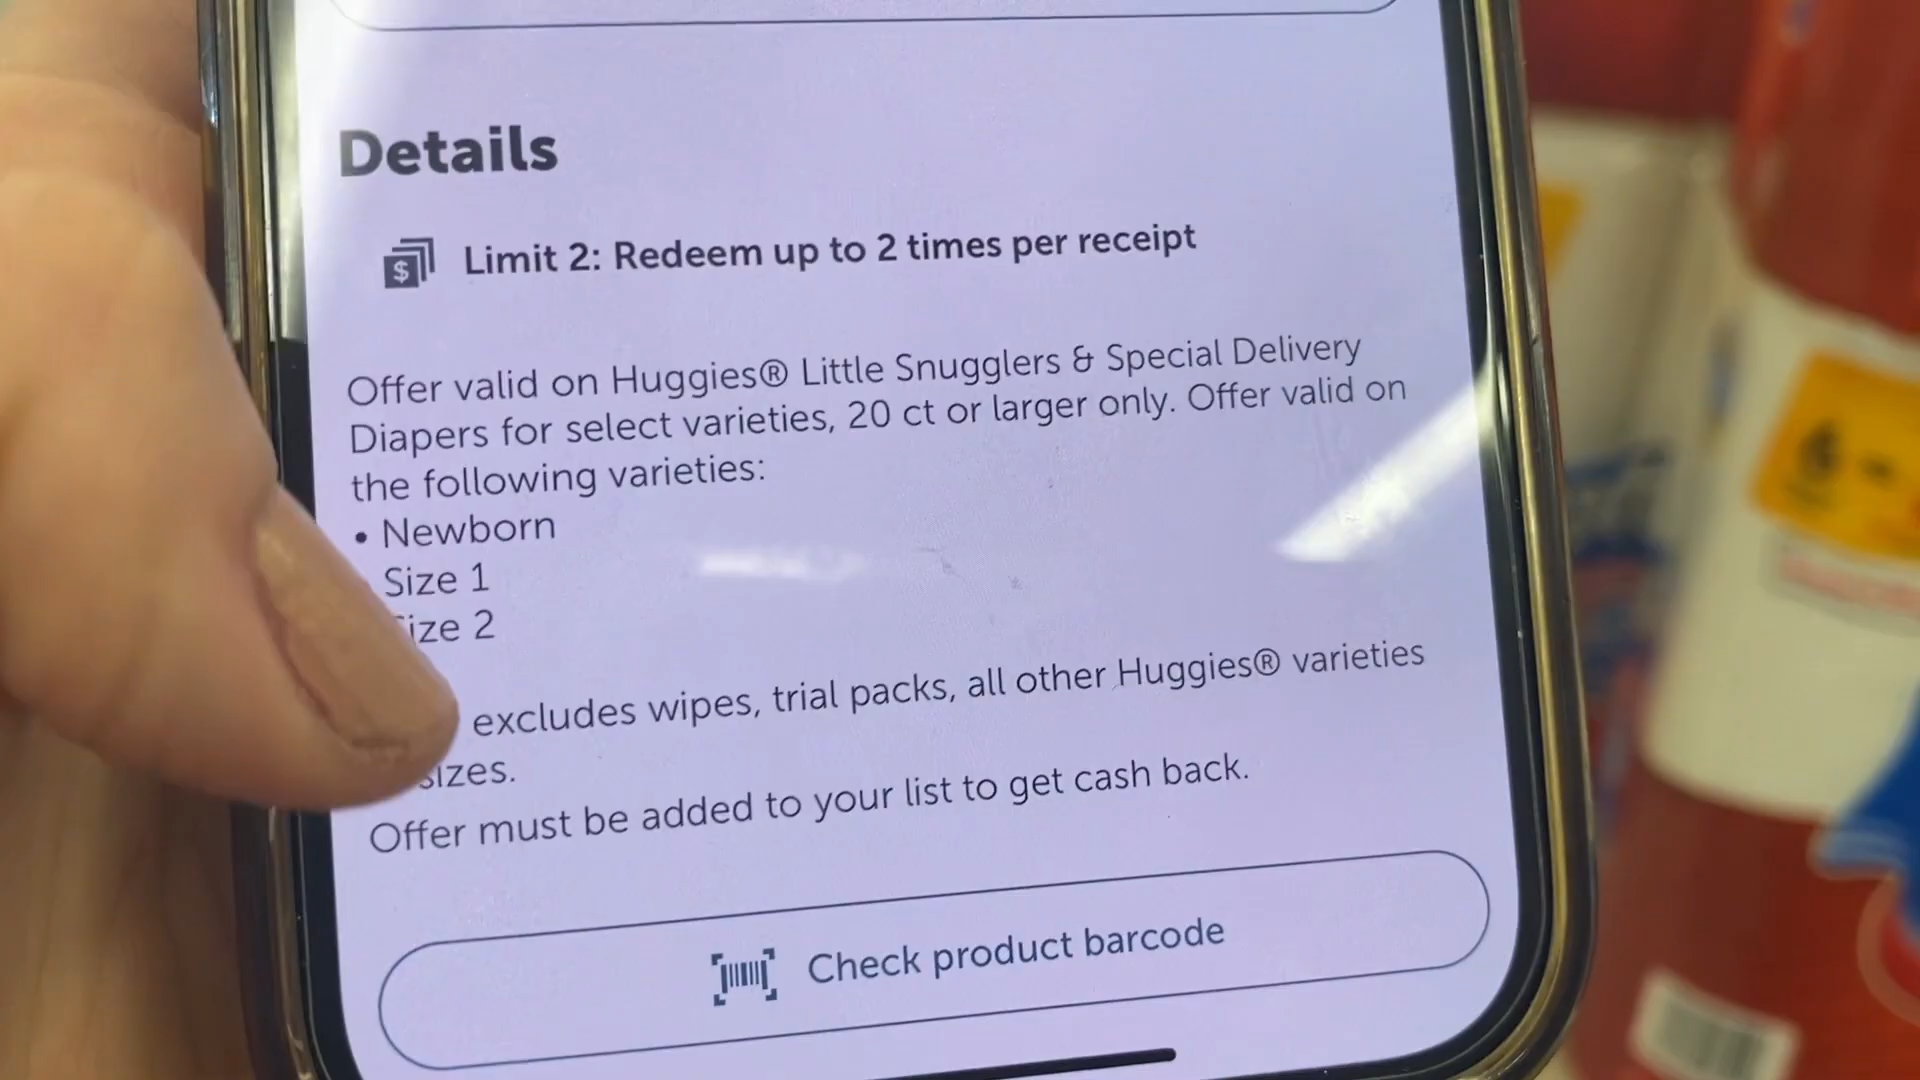 Details
Limit 2: Redeem up to 2 times per receipt
Offer valid on Huggies® Little Snugglers & Special Delivery
Diapers for select varieties, 20 ct or larger only. Offer valid on
the following varieties:
• Newborn
Size 1
ize 2
excludes wipes, trial packs, all other Huggies® varieties
sizes.
Offer must be added to your list to get cash back.
Check product barcode